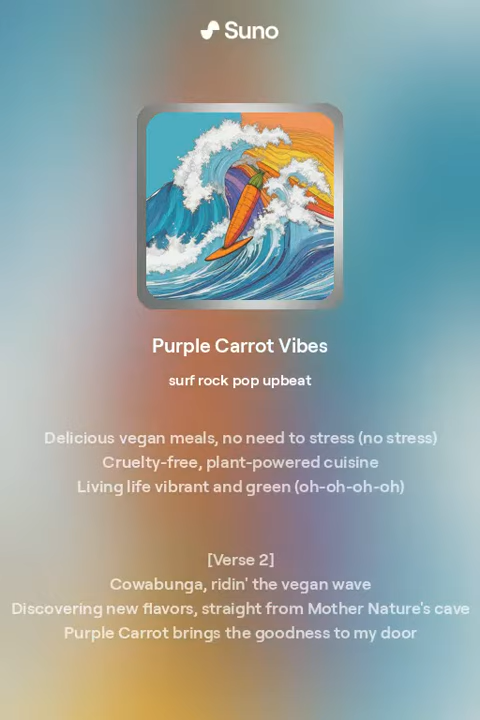 Suno
Purple Carrot Vibes
surf rock pop upbeat
Delicious vegan meals, no need to stress (no stress)
Cruelty-free, plant-powered cuisine
Living life vibrant and green (oh-oh-oh-oh)
[Verse 2]
Cowabunga, ridin' the vegan wave
Discovering new flavors, straight from Mother Nature's cave
Purple Carrot brings the goodness to my door